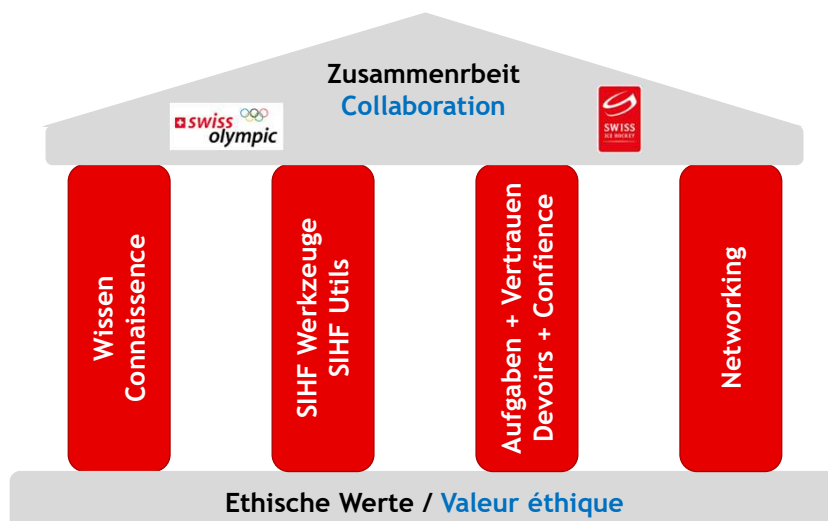 Zusammenrbeit
Collaboration
swiss
olympic
SWISS
ICE HOCKEY
Wissen
Connaissence
SIHF Werkzeuge
SIHF Utils
Aufgaben + Vertrauen
Devoirs + Confience
Networking
Ethische Werte / Valeur éthique